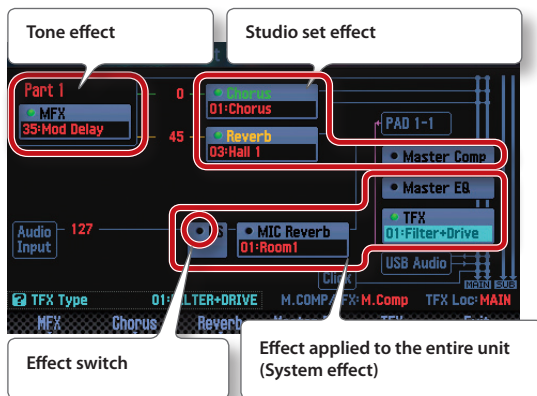 Tone effect
Studio set effect
Part 1
MFX
35:Mod Delay
0
Chorus
01:Chorus
45
Reverb
03:Hall 1
PAD 1-1
Master Comp
Master EQ
TFX
01:Filter+Drive
Audio
Input
127
MIC Reverb
01:Room1
USB Audio
Click
MAIN SUB
TFX Type
M.COMP
M.Comp
TFX Loc:MAIN
MFX
Chorus
Reverb
Effect switch
Effect applied to the entire unit
(System effect)